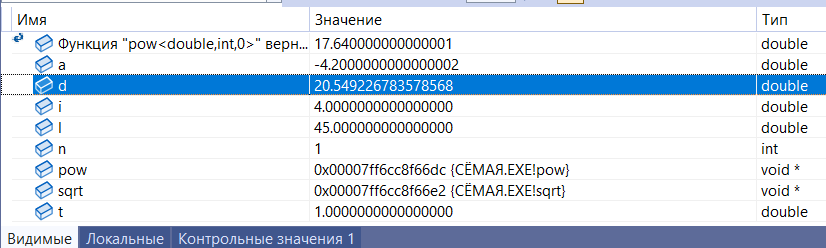 Имя Значение Тип
Функция "pow<double,int,0>" верн... 17.640000000000001 double
a -4.2000000000000002 double
d 20.549226783578568 double
i 4.0000000000000000 double
l 45.000000000000000 double
n 1 int
pow 0x00007ff6cc8f66dc {СЁМАЯ.EXE!pow} void *
sqrt 0x00007ff6cc8f66e2 {СЁМАЯ.EXE!sqrt} void *
t 1.0000000000000000 double
Видимые Локальные Контрольные значения 1